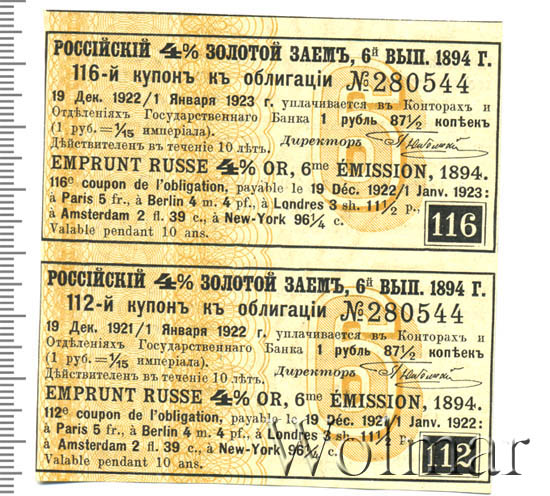 РОССІЙСКІЙ 4% ЗОЛОТОЙ ЗАЕМЪ, 6й ВЫП. 1894 Г.
116-й купонъ къ облигаціи №280544
19 Дек. 1922/1 Января 1923 г. уплачивается въ Конторахъ и
Отдѣленіяхъ Государственнаго Банка 1 рубль 87½ копѣекъ
(1 руб.=1/15 имперіала). Директоръ
Дѣйствителенъ въ теченіе 10 лѣтъ.
EMPRUNT RUSSE 4% OR, 6me ÉMISSION, 1894.
116e coupon de l'obligation, payable le 19 Déc. 1922/1 Janv. 1923:
à Paris 5 fr., à Berlin 4 m. 4 pf., à Londres 3 sh. 11½ p.,
à Amsterdam 2 fl. 39 c., à New-York 96¼ c.
Valable pendant 10 ans.
116
РОССІЙСКІЙ 4% ЗОЛОТОЙ ЗАЕМЪ, 6й ВЫП. 1894 Г.
112-й купонъ къ облигаціи №280544
19 Дек. 1921/1 Января 1922 г. уплачивается въ Конторахъ и
Отдѣленіяхъ Государственнаго Банка 1 рубль 87½ копѣекъ
(1 руб.=1/15 имперіала). Директоръ
Дѣйствителенъ въ теченіе 10 лѣтъ.
EMPRUNT RUSSE 4% OR, 6me ÉMISSION, 1894.
112e coupon de l'obligation, payable le 19 Déc. 1921/1 Janv. 1922:
à Paris 5 fr., à Berlin 4 m. 4 pf., à Londres 3 sh. 11½ p.,
à Amsterdam 2 fl. 39 c., à New-York 96¼ c.
Valable pendant 10 ans.
112
Wolmar